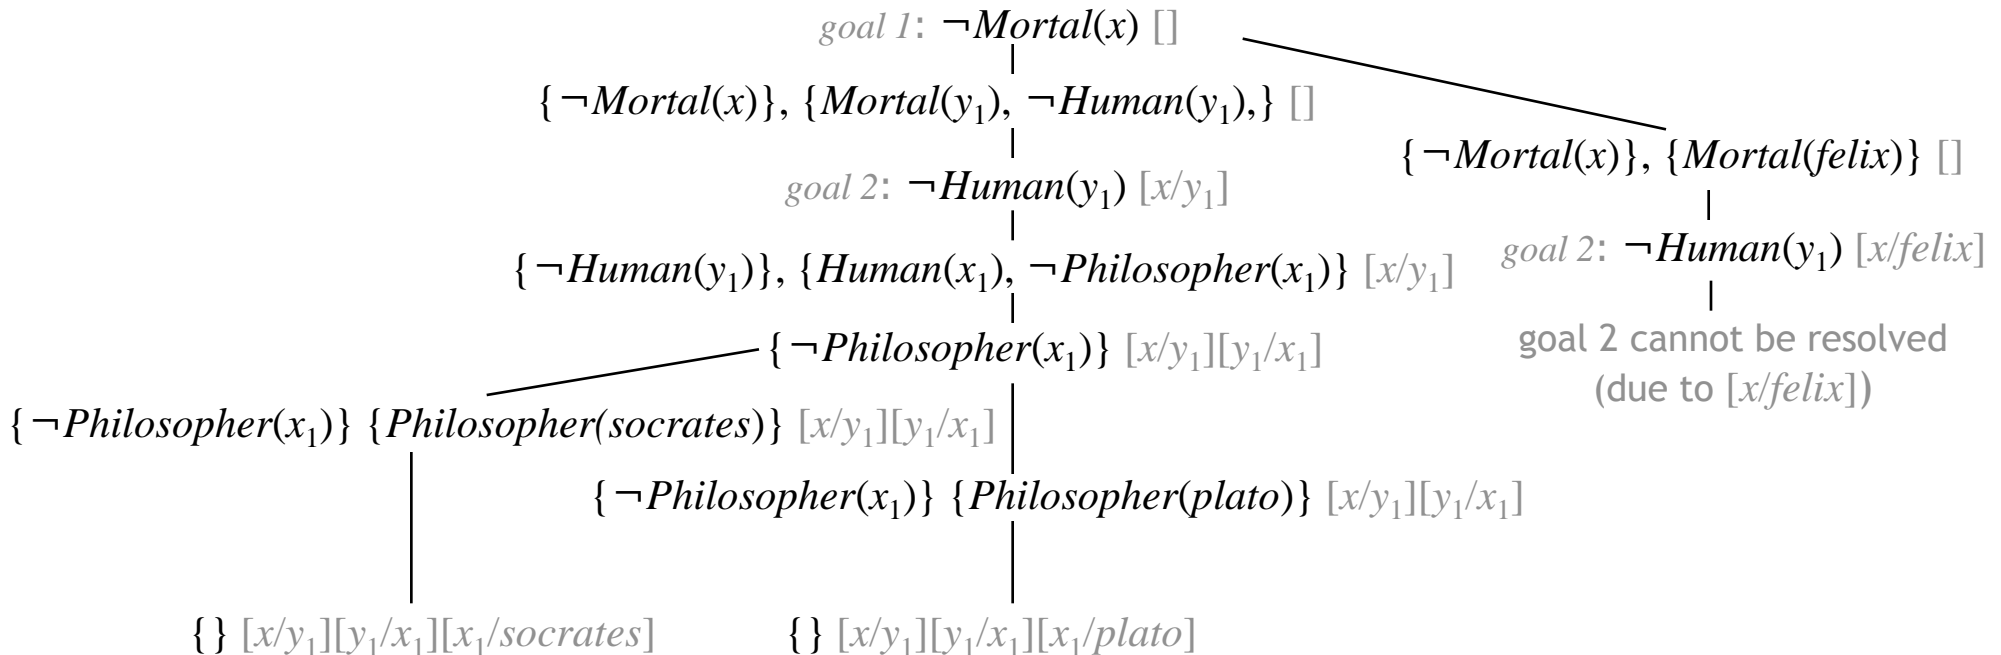 goal 1: ¬Mortal(x) []
{¬Mortal(x)}, {Mortal(y₁), ¬Human(y₁),} []
{¬Mortal(x)}, {Mortal(felix)} []
goal 2: ¬Human(y₁) [x/y₁]
goal 2: ¬Human(y₁) [x/felix]
{¬Human(y₁)}, {Human(x₁), ¬Philosopher(x₁)} [x/y₁]
goal 2 cannot be resolved
(due to [x/felix])
{¬Philosopher(x₁)} [x/y₁][y₁/x₁]
{¬Philosopher(x₁)} {Philosopher(socrates)} [x/y₁][y₁/x₁]
{¬Philosopher(x₁)} {Philosopher(plato)} [x/y₁][y₁/x₁]
{} [x/y₁][y₁/x₁][x₁/socrates]
{} [x/y₁][y₁/x₁][x₁/plato]